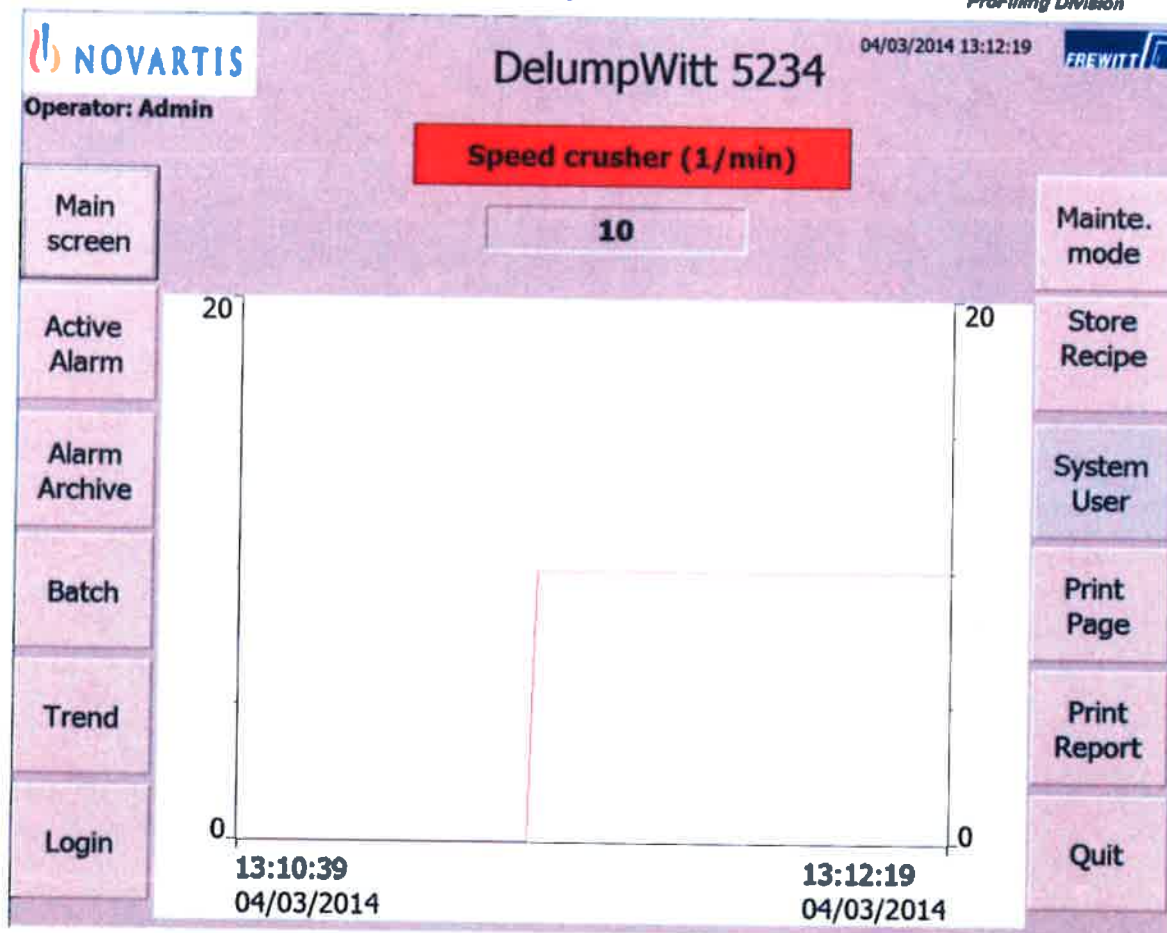 ProFilling Division
NOVARTIS
DelumpWitt 5234
04/03/2014 13:12:19
FREWITT
Operator: Admin
Speed crusher (1/min)
10
Main
screen
Active
Alarm
Alarm
Archive
Batch
Trend
Login
20
20
0
0
13:10:39
04/03/2014
13:12:19
04/03/2014
Mainte.
mode
Store
Recipe
System
User
Print
Page
Print
Report
Quit